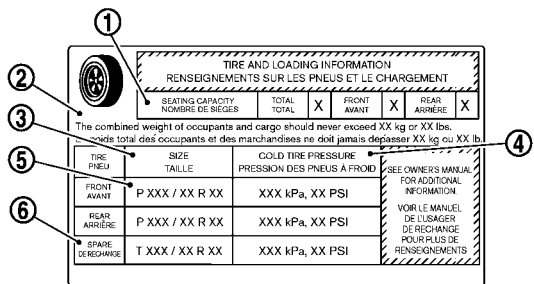 ①
TIRE AND LOADING INFORMATION
RENSEIGNEMENTS SUR LES PNEUS ET LE CHARGEMENT
②
SEATING CAPACITY TOTAL X FRONT X REAR X
NOMBRE DE SIÈGES TOTAL AVANT ARRIÈRE
The combined weight of occupants and cargo should never exceed XX kg or XX lbs.
③
poids total des occupants et des marchandises ne doit jamais dépasser XX kg ou XX lb.
④
TIRE SIZE COLD TIRE PRESSURE
PNEU TAILLE PRESSION DES PNEUS À FROID
⑤
FRONT
AVANT
P XXX / XX R XX XXX kPa, XX PSI
REAR
ARRIÈRE
P XXX / XX R XX XXX kPa, XX PSI
⑥
SPARE
DE RECHANGE
T XXX / XX R XX XXX kPa, XX PSI
SEE OWNER'S MANUAL
FOR ADDITIONAL
INFORMATION.
VOIR LE MANUEL
DE L'USAGER
DE RECHANGE
POUR PLUS DE
RENSEIGNEMENTS